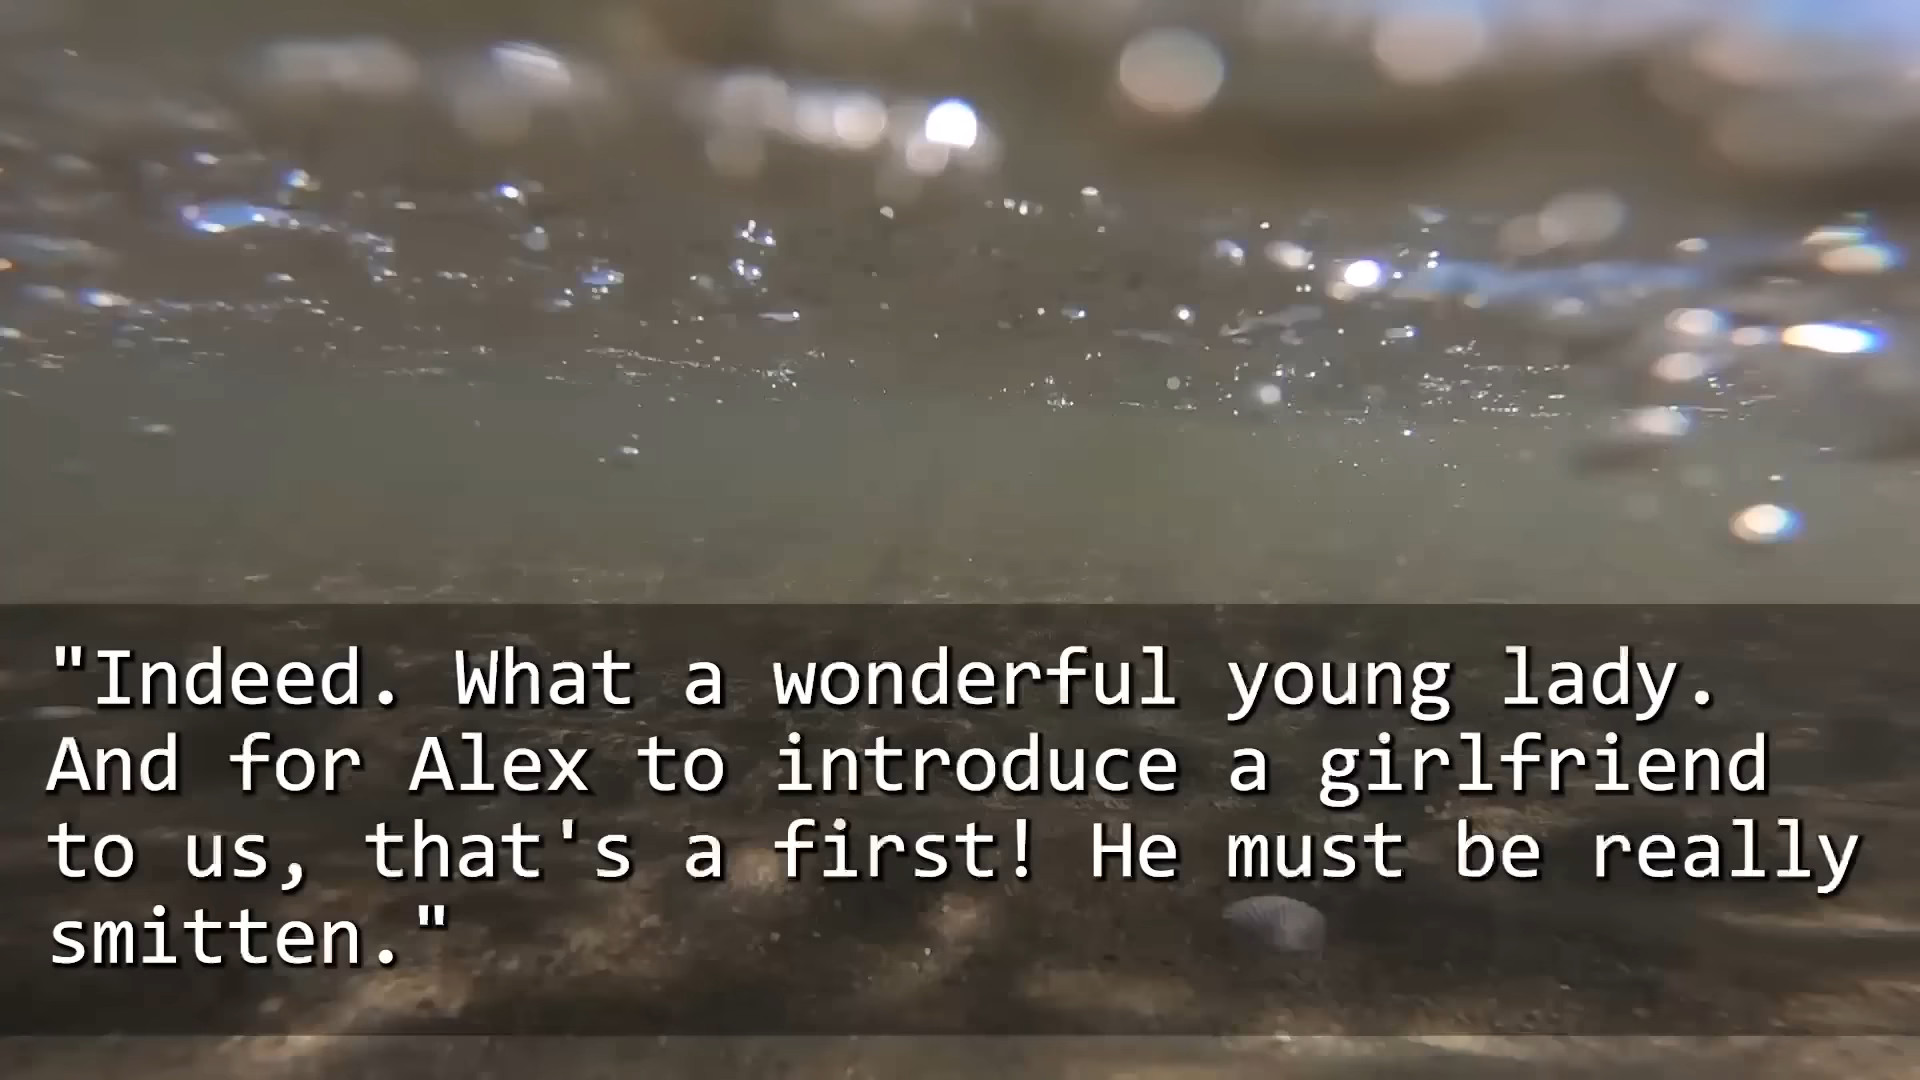 "Indeed. What a wonderful young lady.
And for Alex to introduce a girlfriend
to us, that's a first! He must be really
smitten."